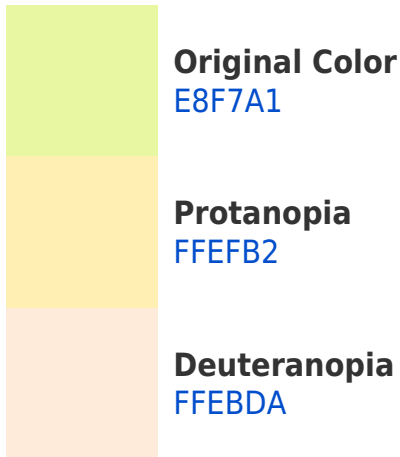 Original Color
E8F7A1
Protanopia
FFEFB2
Deuteranopia
FFEBDA